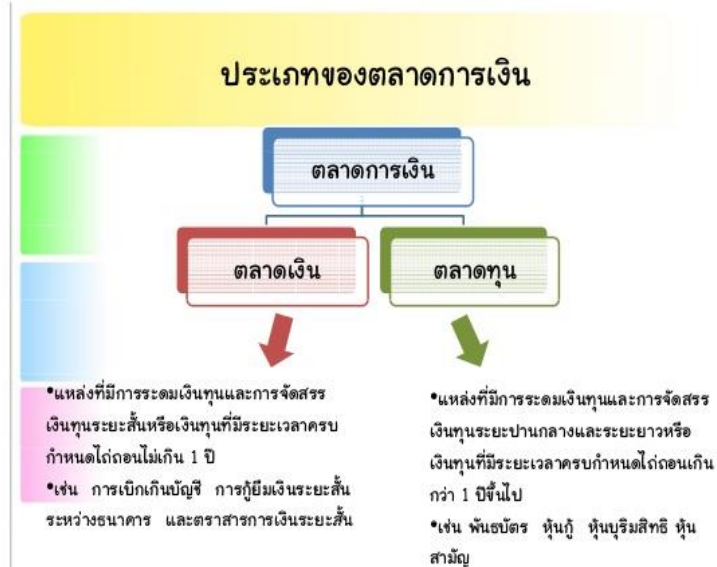 ประเภทของตลาดการเงิน
ตลาดการเงิน
ตลาดเงิน
ตลาดทุน
•แหล่งที่มีการระดมเงินทุนและการจัดสรร
เงินทุนระยะสั้นหรือเงินทุนที่มีระยะเวลาครบ
กำหนดไถ่ถอนไม่เกิน 1 ปี
•เช่น การเบิกเกินบัญชี การกู้ยืมเงินระยะสั้น
ระหว่างธนาคาร และตราสารการเงินระยะสั้น
•แหล่งที่มีการระดมเงินทุนและการจัดสรร
เงินทุนระยะปานกลางและระยะยาวหรือ
เงินทุนที่มีระยะเวลาครบกำหนดไถ่ถอนเกิน
กว่า 1 ปีขึ้นไป
•เช่น พันธบัตร หุ้นกู้ หุ้นบุริมสิทธิ หุ้น
สามัญ